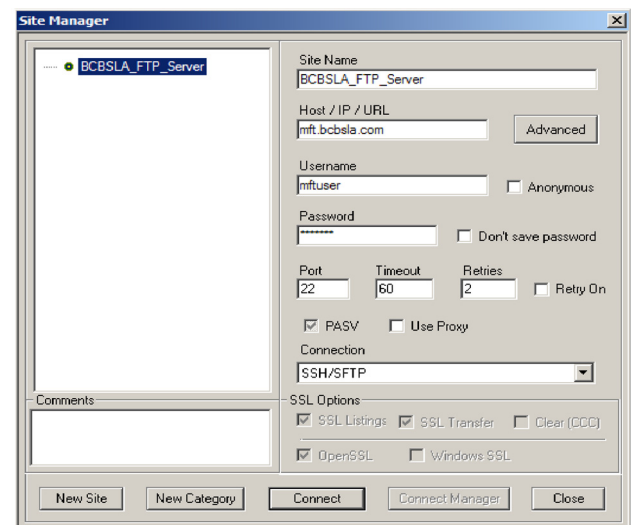 Site Manager
BCBSLA_FTP_Server
Site Name
BCBSLA_FTP_Server
Host / IP / URL
mft.bcbsla.com
Advanced
Username
mftuser
Anonymous
Password
*******
Don't save password
Port Timeout Retries
22 60 2 Retry On
PASV Use Proxy
Connection
SSH/SFTP
Comments
SSL Options
SSL Listings SSL Transfer Clear (CCC)
OpenSSL Windows SSL
New Site New Category Connect Connect Manager Close